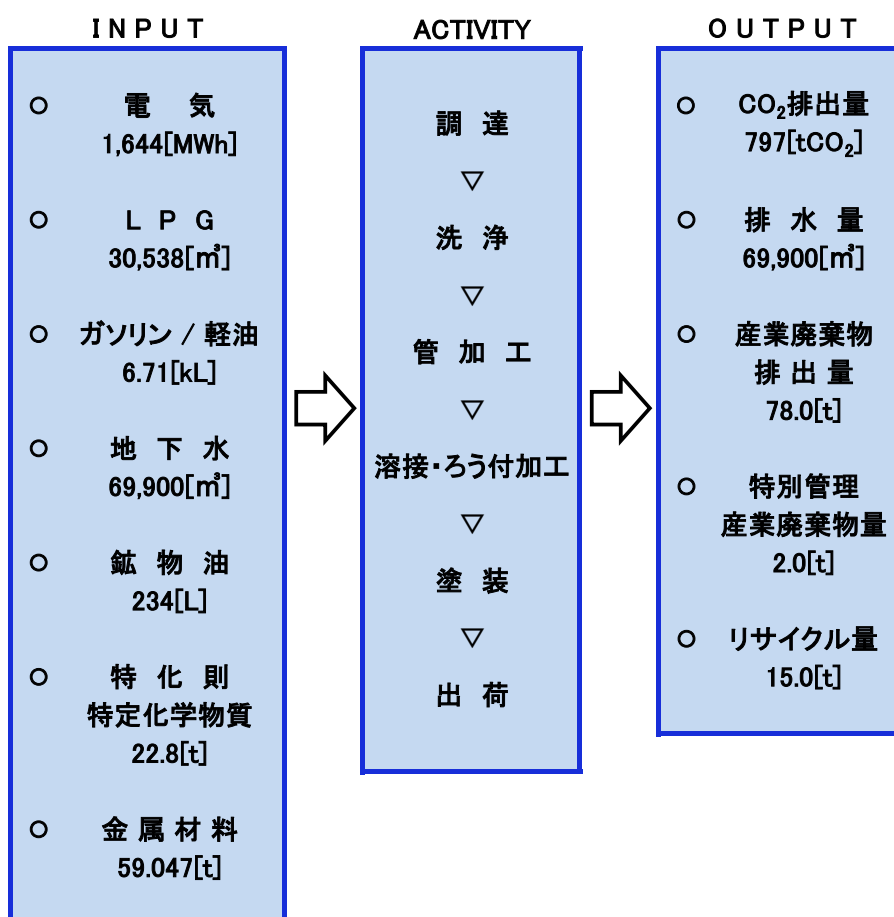 INPUT
○ 電気
1,644[MWh]
○ LPG
30,538[㎥]
○ ガソリン / 軽油
6.71[kL]
○ 地下水
69,900[㎥]
○ 鉱物油
234[L]
○ 特化則
特定化学物質
22.8[t]
○ 金属材料
59.047[t]
ACTIVITY
調達
▽
洗浄
▽
管加工
▽
溶接・ろう付加工
▽
塗装
▽
出荷
OUTPUT
○ CO₂排出量
797[tCO₂]
○ 排水量
69,900[㎥]
○ 産業廃棄物
排出量
78.0[t]
○ 特別管理
産業廃棄物量
2.0[t]
○ リサイクル量
15.0[t]